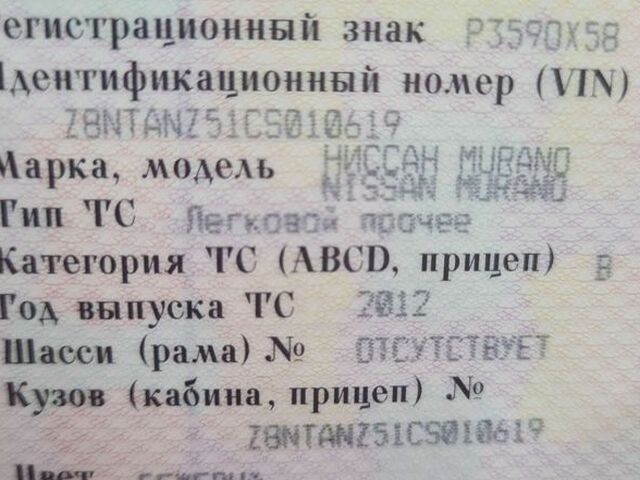 Регистрационный знак Р359ОХ58
Идентификационный номер (VIN)
Z8NTANZ51CS010619
Марка, модель НИССАН MURANO
NISSAN MURANO
Тип ТС Легковой прочее
Категория ТС (ABCD, прицеп) B
Год выпуска ТС 2012
Шасси (рама) № ОТСУТСТВУЕТ
Кузов (кабина, прицеп) №
Z8NTANZ51CS010619
Цвет